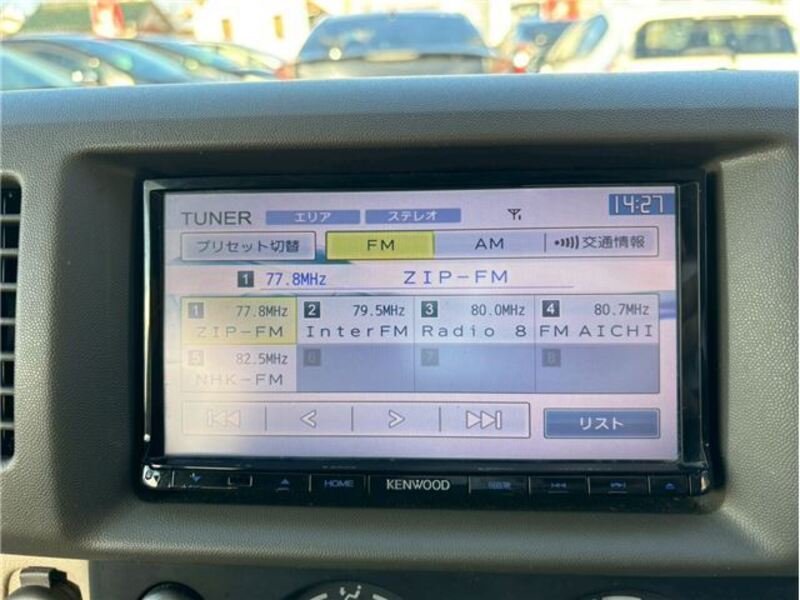 TUNER エリア ステレオ 14:27
プリセット切替 FM AM 交通情報
1 77.8MHz ZIP-FM
1 77.8MHz 2 79.5MHz 3 80.0MHz 4 80.7MHz
ZIP-FM InterFM Radio 8 FM AICHI
5 82.5MHz 6 7 8
NHK-FM
リスト
HOME KENWOOD